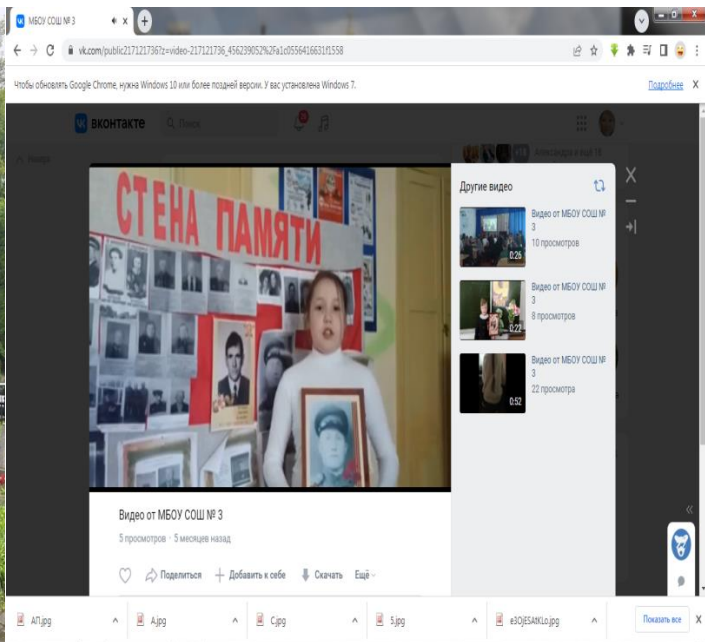 МБОУ СОШ № 3
vk.com/public217121736?z=video-217121736_456239052%2Fa1c0556416631f1558
Чтобы обновлять Google Chrome, нужна Windows 10 или более поздней версии. У вас установлена Windows 7.
Подробнее X
вконтакте
Поиск
Назад
СТЕНА ПАМЯТИ
Другие видео
Видео от МБОУ СОШ №
3
10 просмотров
0:26
Видео от МБОУ СОШ №
3
8 просмотров
0:22
Видео от МБОУ СОШ №
3
22 просмотра
0:52
Видео от МБОУ СОШ № 3
5 просмотров · 5 месяцев назад
Поделиться
Добавить к себе
Скачать
Ещё
АП.jpg
А.jpg
С.jpg
5.jpg
e3OjESAtKLo.jpg
Показать все X